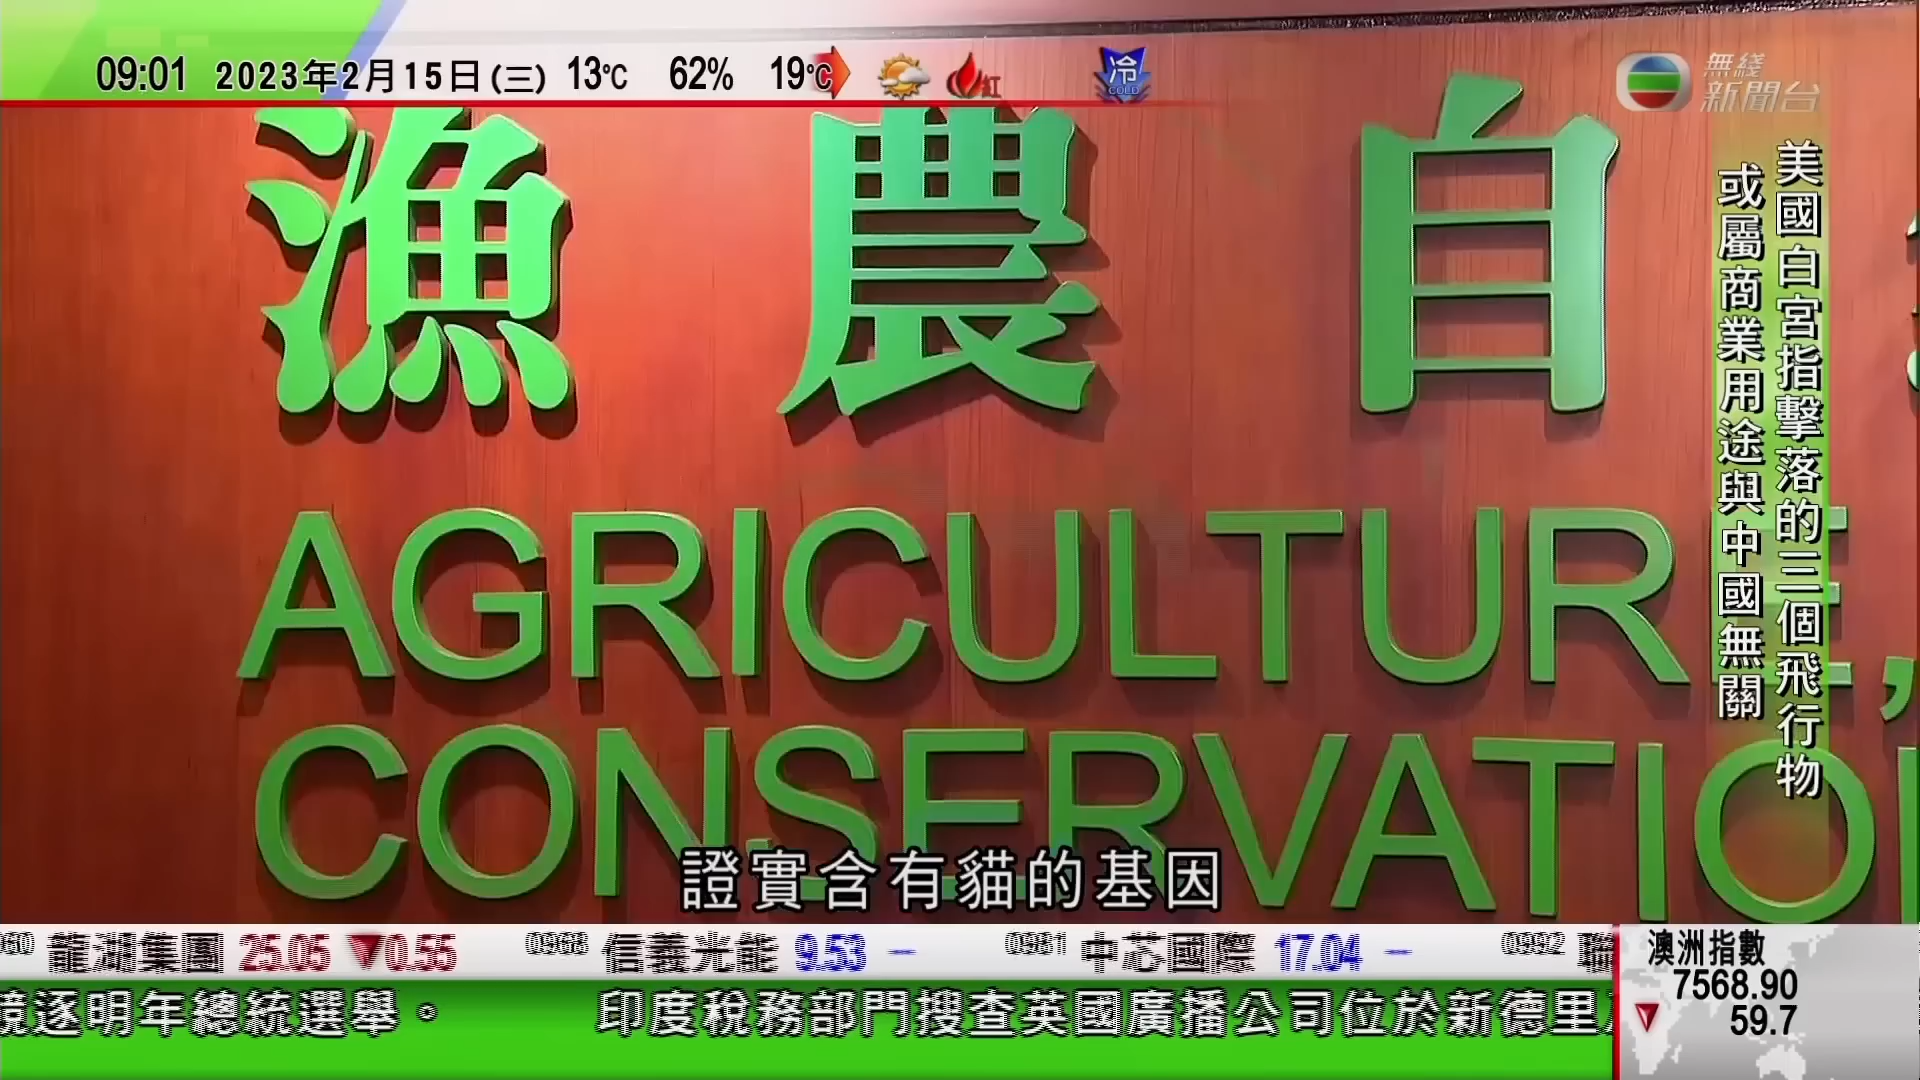 09:01 2023年2月15日(三) 13℃ 62% 19℃ 紅 冷 COLD
無綫
新聞台
美國白宮指擊落的三個飛行物
或屬商業用途與中國無關
漁農自
AGRICULTURE,
CONSERVATIO
證實含有貓的基因
龍湖集團 25.05 ▼0.55 0968 信義光能 9.53 － 0981 中芯國際 17.04 － 0992 聯
逐明年總統選舉。 印度稅務部門搜查英國廣播公司位於新德里
澳洲指數
7568.90
▼ 59.7